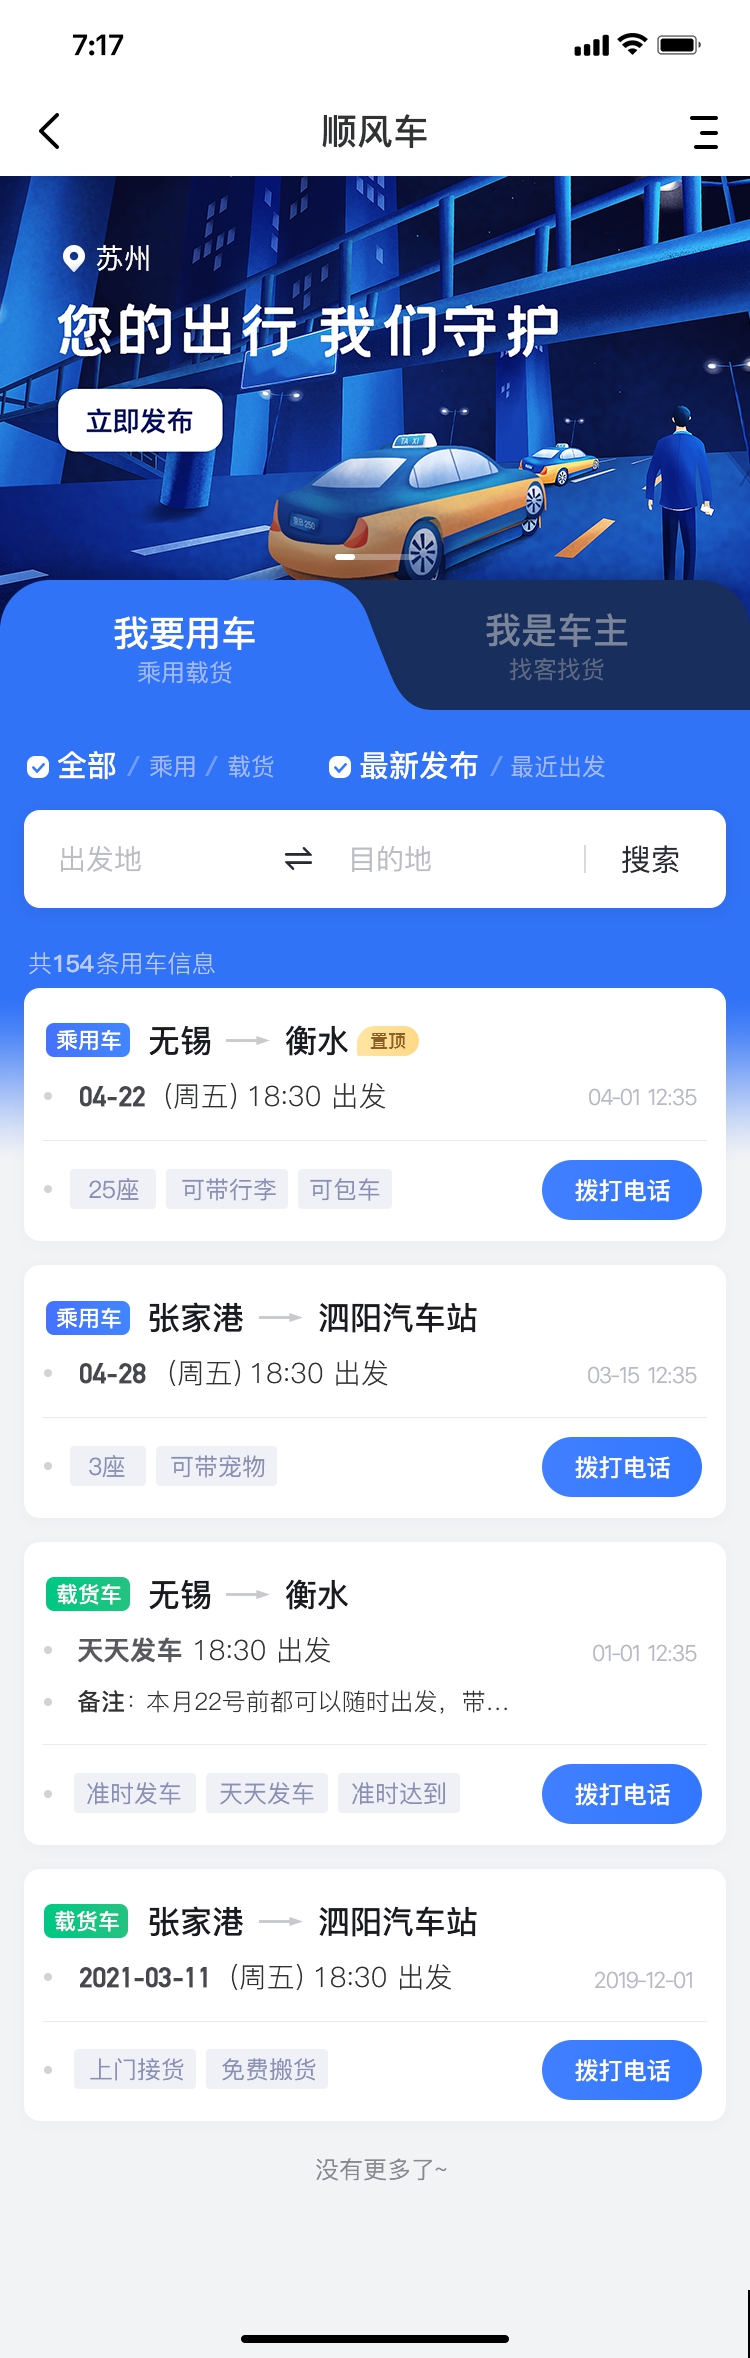 7:17
顺风车
苏州
您的出行 我们守护
立即发布
TAXI
我要用车
乘用载货
我是车主
找客找货
全部 / 乘用 / 载货
最新发布 / 最近出发
出发地 目的地 搜索
共154条用车信息
乘用车 无锡 衡水 置顶
04-22 (周五) 18:30 出发 04-01 12:35
25座 可带行李 可包车 拨打电话
乘用车 张家港 泗阳汽车站
04-28 (周五) 18:30 出发 03-15 12:35
3座 可带宠物 拨打电话
载货车 无锡 衡水
天天发车 18:30 出发 01-01 12:35
备注：本月22号前都可以随时出发，带...
准时发车 天天发车 准时达到 拨打电话
载货车 张家港 泗阳汽车站
2021-03-11 (周五) 18:30 出发 2019-12-01
上门接货 免费搬货 拨打电话
没有更多了~